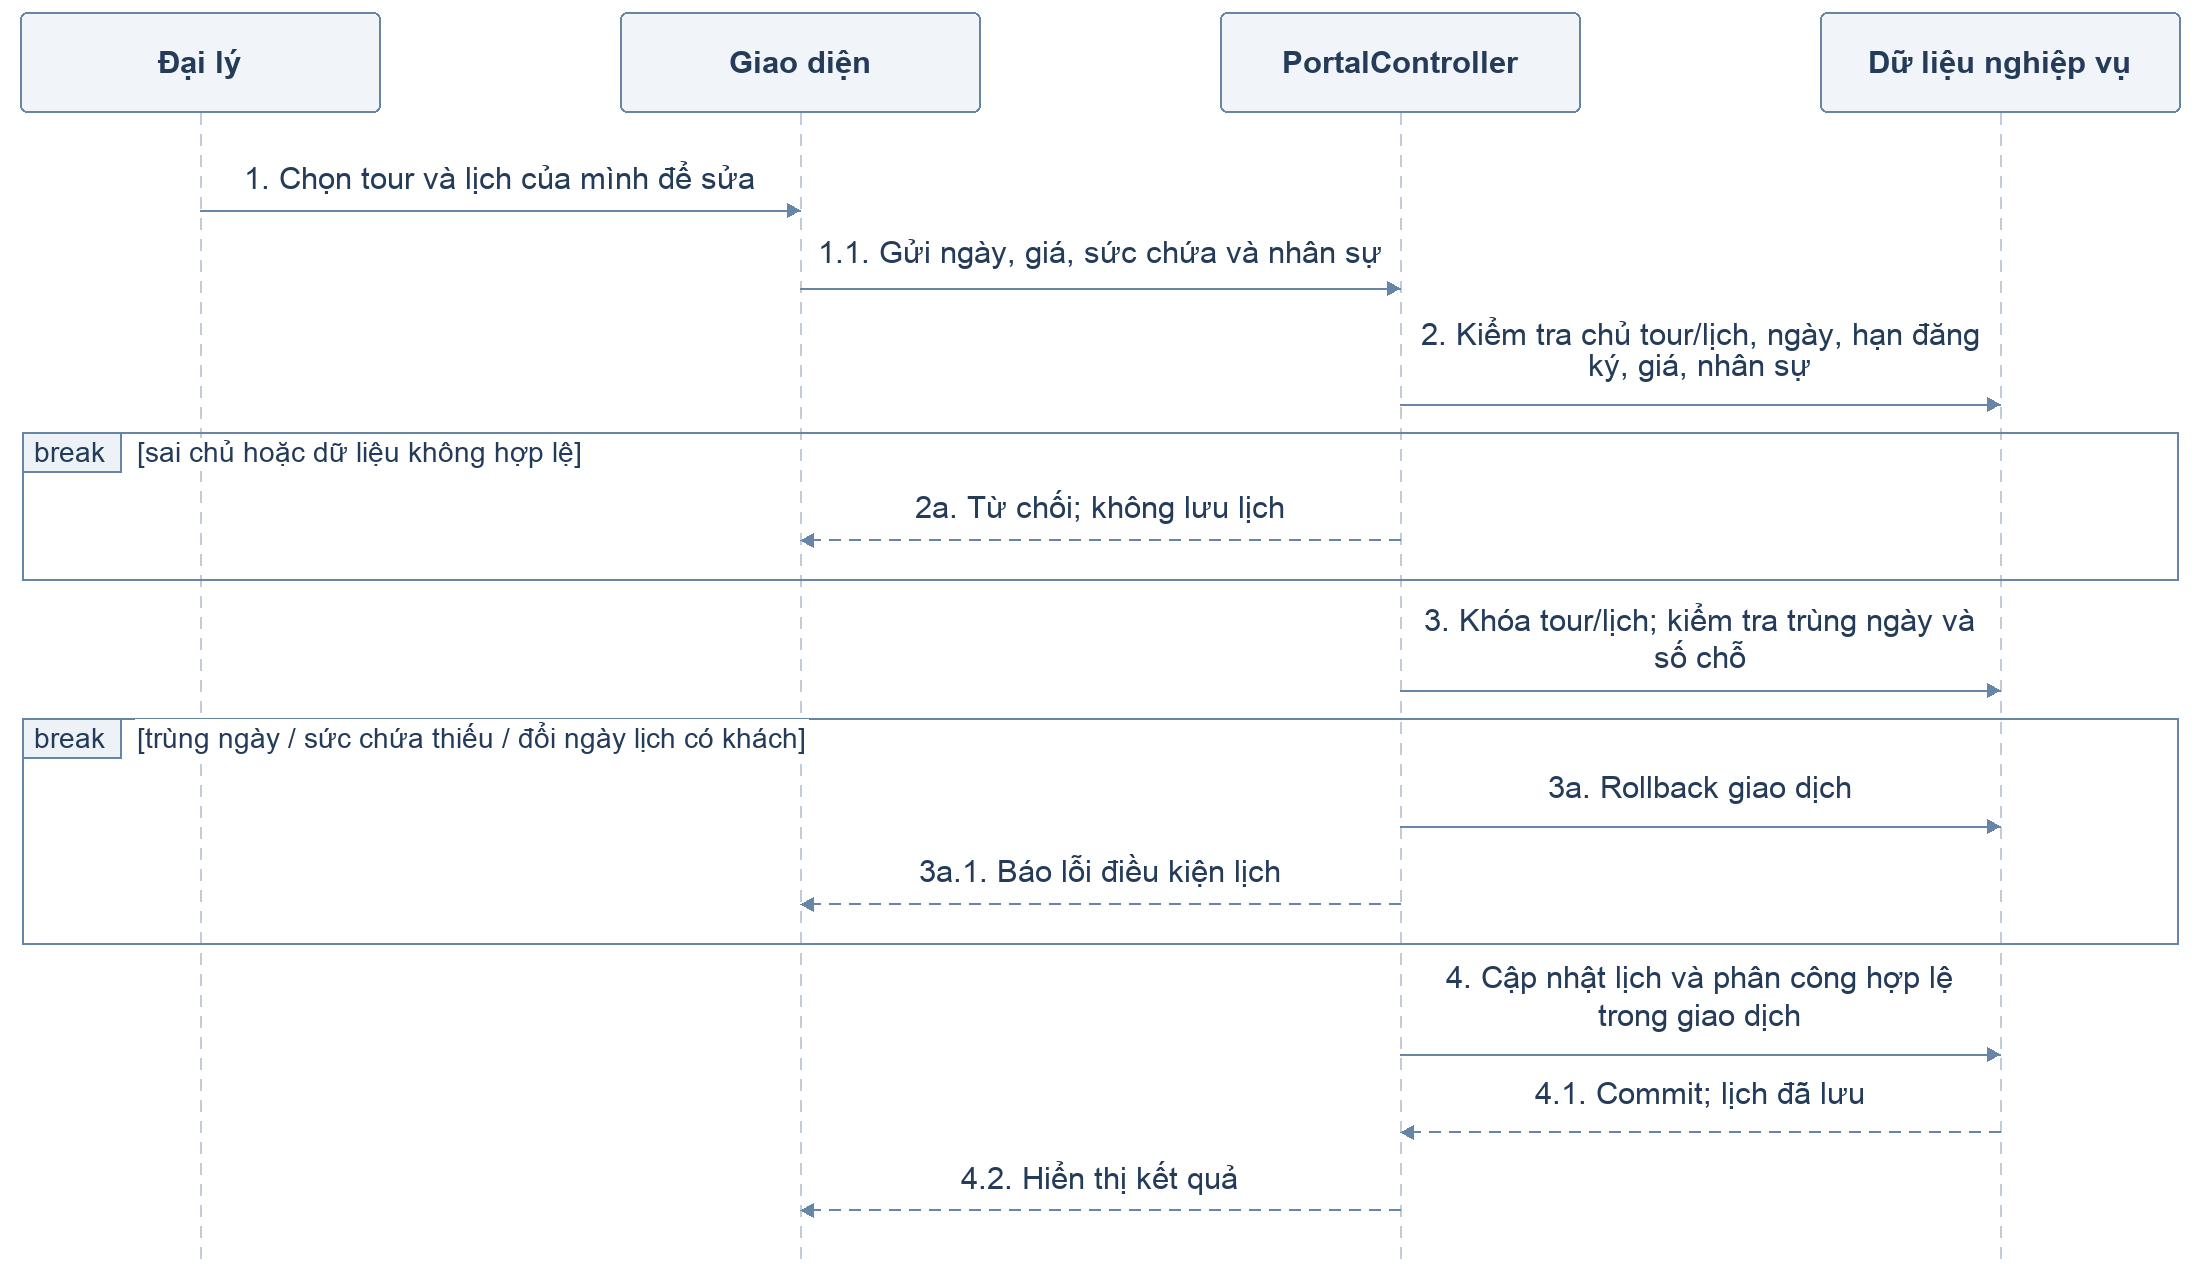 Đại lý
Giao diện
PortalController
Dữ liệu nghiệp vụ
1. Chọn tour và lịch của mình để sửa
1.1. Gửi ngày, giá, sức chứa và nhân sự
2. Kiểm tra chủ tour/lịch, ngày, hạn đăng
ký, giá, nhân sự
break [sai chủ hoặc dữ liệu không hợp lệ]
2a. Từ chối; không lưu lịch
3. Khóa tour/lịch; kiểm tra trùng ngày và
số chỗ
break [trùng ngày / sức chứa thiếu / đổi ngày lịch có khách]
3a. Rollback giao dịch
3a.1. Báo lỗi điều kiện lịch
4. Cập nhật lịch và phân công hợp lệ
trong giao dịch
4.1. Commit; lịch đã lưu
4.2. Hiển thị kết quả